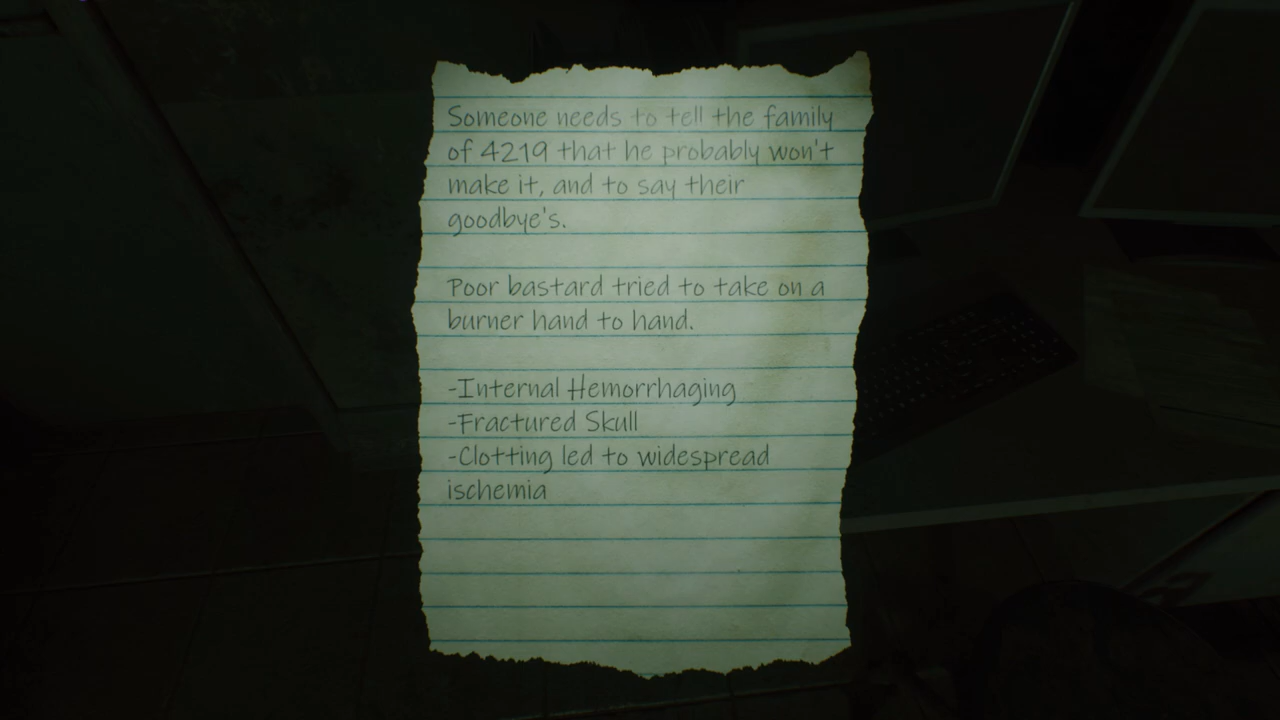 Someone needs to tell the family
of 4219 that he probably won't
make it, and to say their
goodbye's.
Poor bastard tried to take on a
burner hand to hand.
-Internal Hemorrhaging
-Fractured Skull
-Clotting led to widespread
ischemia